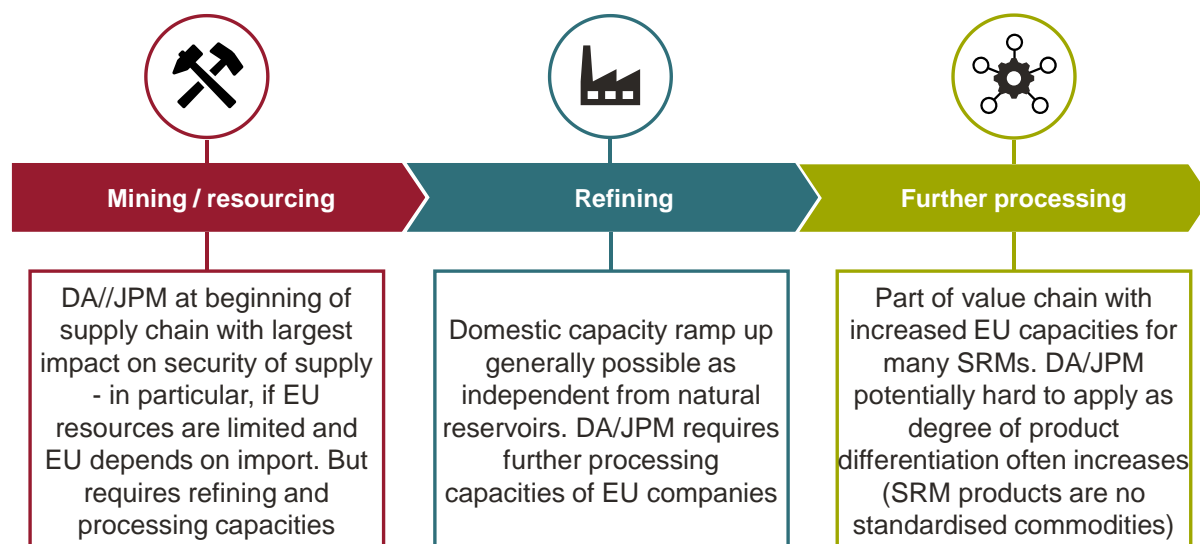 Mining / resourcing
Refining
Further processing
DA//JPM at beginning of
supply chain with largest
impact on security of supply
- in particular, if EU
resources are limited and
EU depends on import. But
requires refining and
processing capacities
Domestic capacity ramp up
generally possible as
independent from natural
reservoirs. DA/JPM requires
further processing
capacities of EU companies
Part of value chain with
increased EU capacities for
many SRMs. DA/JPM
potentially hard to apply as
degree of product
differentiation often increases
(SRM products are no
standardised commodities)